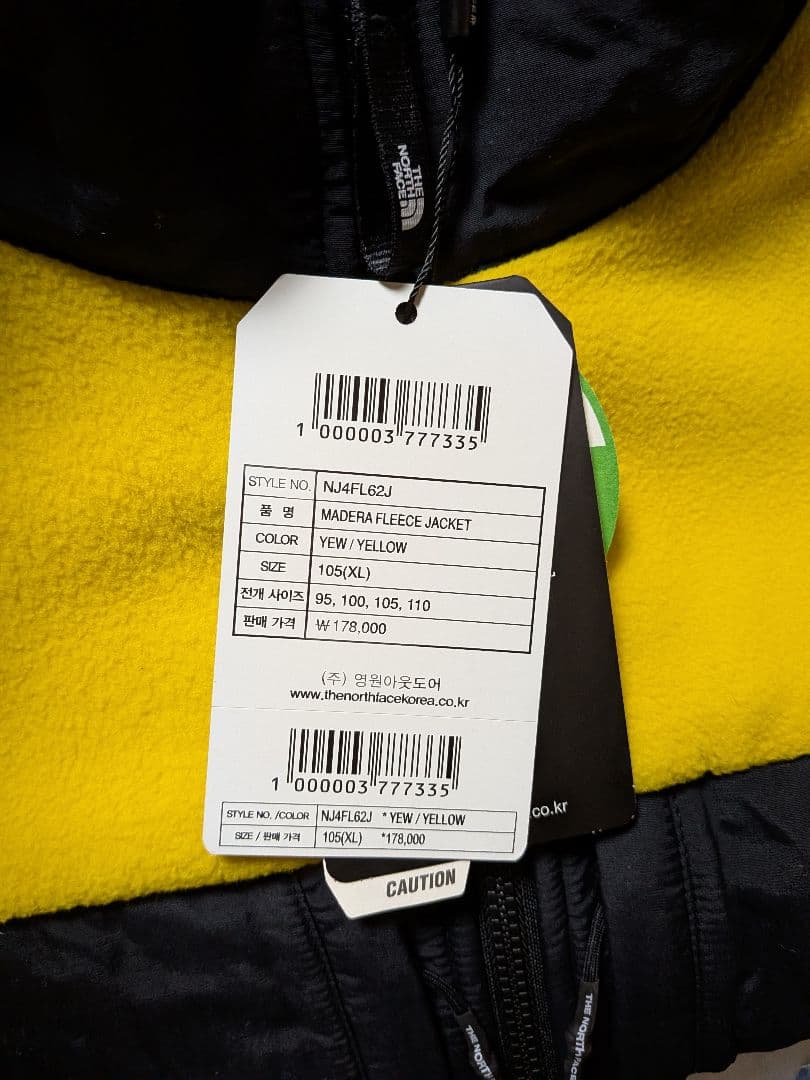 THE
NORTH
FACE
1 000003 777335
STYLE NO. NJ4FL62J
품 명 MADERA FLEECE JACKET
COLOR YEW / YELLOW
SIZE 105(XL)
전개 사이즈 95, 100, 105, 110
판매 가격 ₩178,000
(주) 영원아웃도어
www.thenorthfacekorea.co.kr
1 000003 777335
STYLE NO. /COLOR NJ4FL62J * YEW / YELLOW
SIZE / 판매 가격 105(XL) *178,000
.co.kr
CAUTION
THE NORTH
THE NORTH FACE